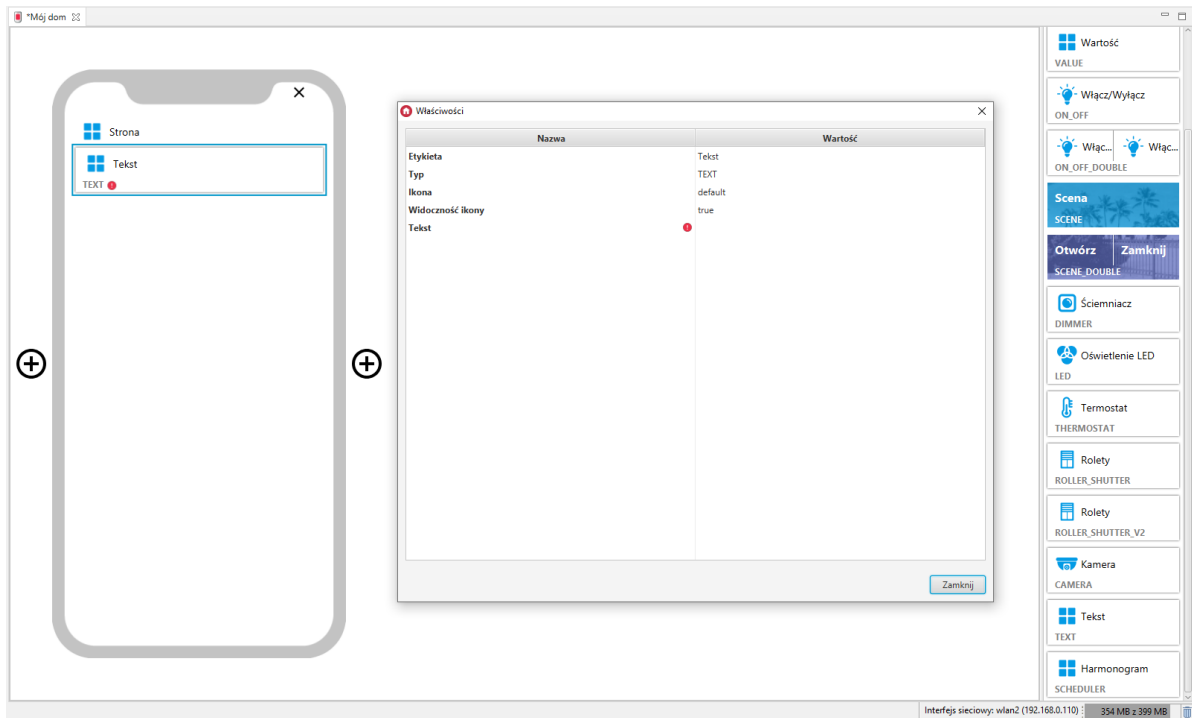 *Mój dom
Strona
Tekst
TEXT
Właściwości
Nazwa Wartość
Etykieta Tekst
Typ TEXT
Ikona default
Widoczność ikony true
Tekst
Zamknij
Wartość
VALUE
Włącz/Wyłącz
ON_OFF
Włąc... Włąc...
ON_OFF_DOUBLE
Scena
SCENE
Otwórz Zamknij
SCENE_DOUBLE
Ściemniacz
DIMMER
Oświetlenie LED
LED
Termostat
THERMOSTAT
Rolety
ROLLER_SHUTTER
Rolety
ROLLER_SHUTTER_V2
Kamera
CAMERA
Tekst
TEXT
Harmonogram
SCHEDULER
Interfejs sieciowy: wlan2 (192.168.0.110) 354 MB z 399 MB